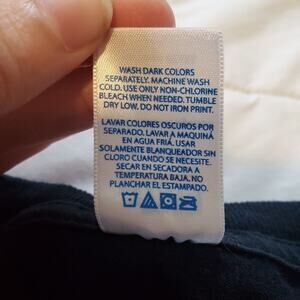 WASH DARK COLORS
SEPARATELY. MACHINE WASH
COLD. USE ONLY NON-CHLORINE
BLEACH WHEN NEEDED. TUMBLE
DRY LOW. DO NOT IRON PRINT.
LAVAR COLORES OSCUROS POR
SEPARADO. LAVAR A MAQUINA
EN AGUA FRIÁ. USAR
SOLAMENTE BLANQUEADOR SIN
CLORO CUANDO SE NECESITE.
SECAR EN SECADORA A
TEMPERATURA BAJA. NO
PLANCHAR EL ESTAMPADO.